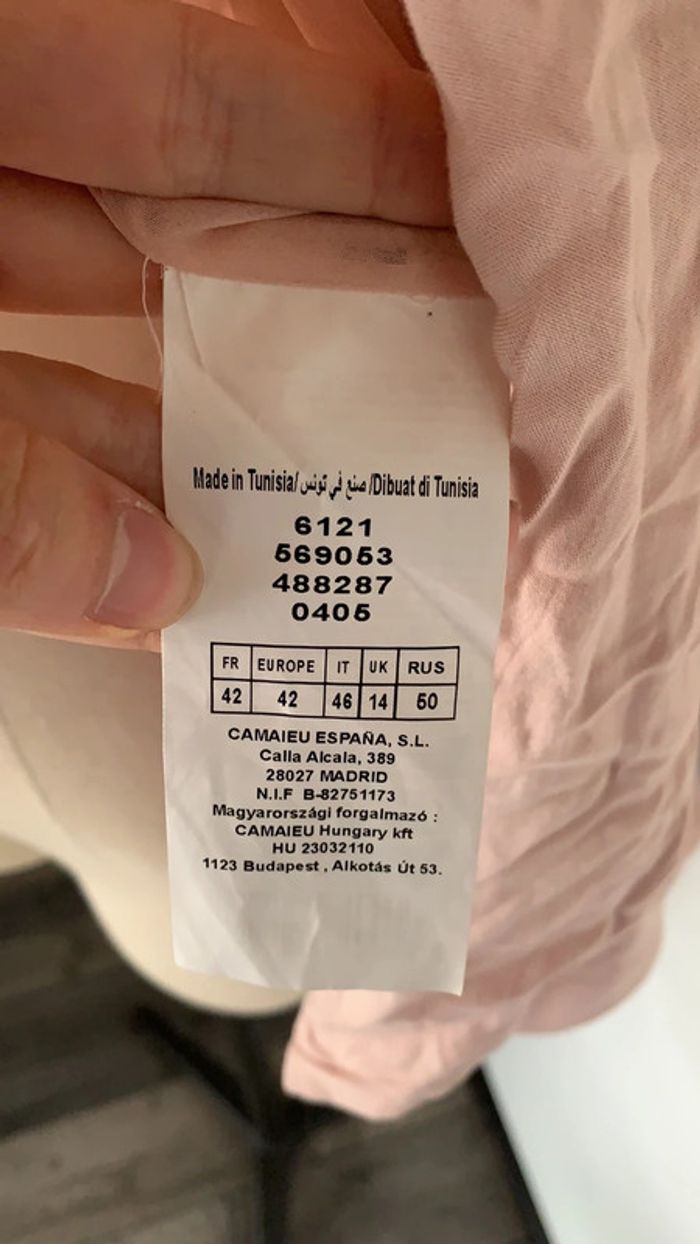 Made in Tunisia/صنع في تونس/Dibuat di Tunisia
6121
569053
488287
0405
FR EUROPE IT UK RUS
42 42 46 14 50
CAMAIEU ESPAÑA, S.L.
Calla Alcala, 389
28027 MADRID
N.I.F B-82751173
Magyarországi forgalmazó :
CAMAIEU Hungary kft
HU 23032110
1123 Budapest , Alkotás Út 53.